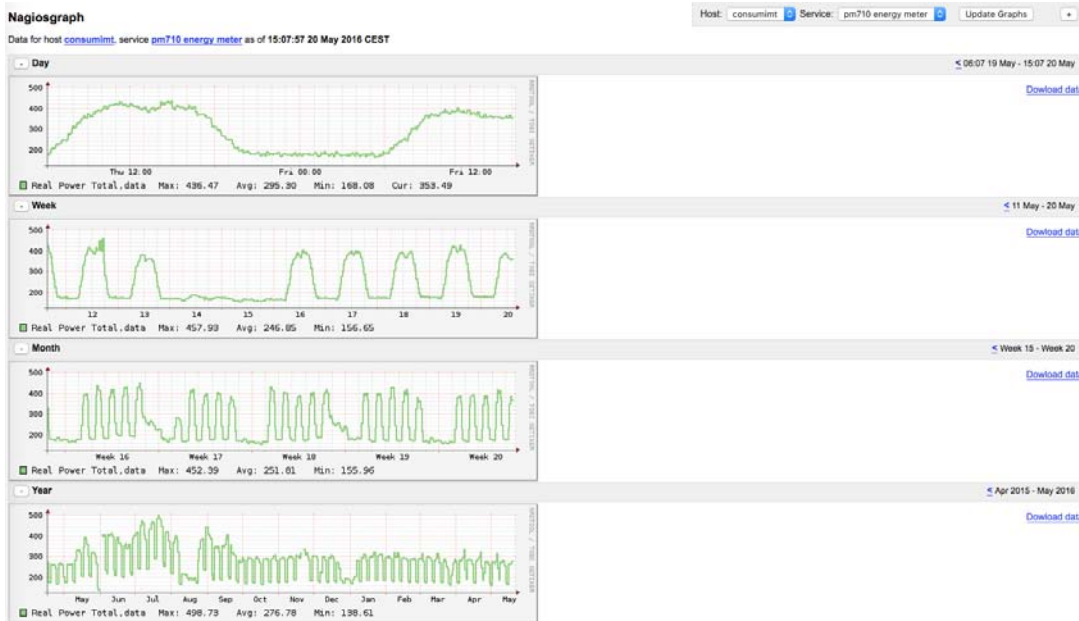 Nagiosgraph
Host: consumimt Service: pm710 energy meter Update Graphs +
Data for host consumimt, service pm710 energy meter as of 15:07:57 20 May 2016 CEST
- Day
< 06:07 19 May - 15:07 20 May
Dowload data
500
400
300
200
Thu 12:00 Fri 00:00 Fri 12:00
Real Power Total,data Max: 436.47 Avg: 295.30 Min: 168.08 Cur: 353.49
- Week
< 11 May - 20 May
Dowload data
500
400
300
200
12 13 14 15 16 17 18 19 20
Real Power Total,data Max: 457.93 Avg: 246.85 Min: 156.65
- Month
< Week 15 - Week 20
Dowload data
500
400
300
200
Week 16 Week 17 Week 18 Week 19 Week 20
Real Power Total,data Max: 452.39 Avg: 251.81 Min: 155.96
- Year
< Apr 2015 - May 2016
Dowload data
500
400
300
200
May Jun Jul Aug Sep Oct Nov Dec Jan Feb Mar Apr May
Real Power Total,data Max: 498.73 Avg: 276.78 Min: 138.61